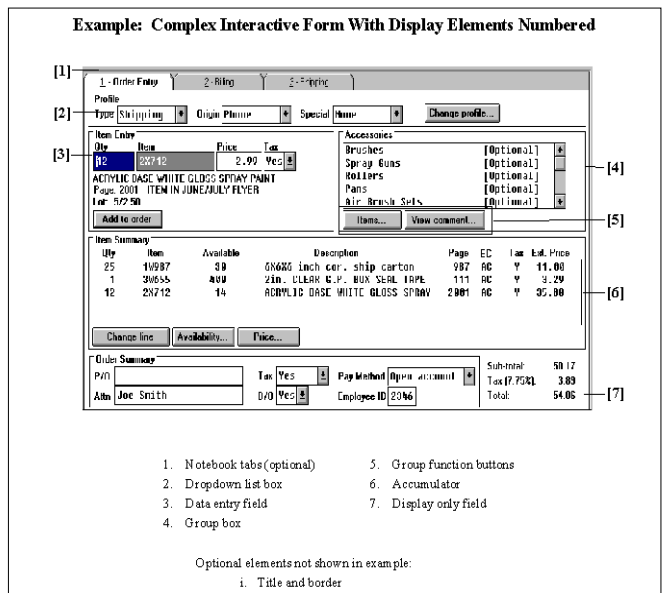 Example: Complex Interactive Form With Display Elements Numbered
[1]
1 - Order Entry 2 - Biling 3 - Shipping
Profile
[2] Type Shipping Origin Phone Special None Change profile...
Item Entry
Qty Item Price Tax
[3] 12 2X712 2.99 Yes
ACRYLIC BASE WHITE GLOSS SPRAY PAINT
Page: 2001 ITEM IN JUNE/JULY FLYER
Lot: 5/2.50
Add to order
Accessories
Brushes [Optional]
Spray Guns [Optional]
Rollers [Optional]
Pans [Optional]
Air Brush Sets [Optional]
[4]
Items... View comment...
[5]
Item Summary
Qty Item Available Description Page EC Tax Ext. Price
25 1W987 30 6X6X6 inch cor. ship carton 987 AC Y 11.00
1 3W655 400 2in. CLEAR G.P. BOX SEAL TAPE 111 AC Y 3.29
12 2X712 14 ACRYLIC BASE WHITE GLOSS SPRAY 2001 AC Y 35.88
[6]
Change line Availability... Price...
Order Summary
P/O Tax Yes Pay Method Open account
Attn Joe Smith D/O Yes Employee ID 2346
Sub-total: 50.17
Tax (7.75%): 3.89
Total: 54.06
[7]
1. Notebook tabs (optional)
2. Dropdown list box
3. Data entry field
4. Group box
5. Group function buttons
6. Accumulator
7. Display only field
Optional elements not shown in example:
i. Title and border